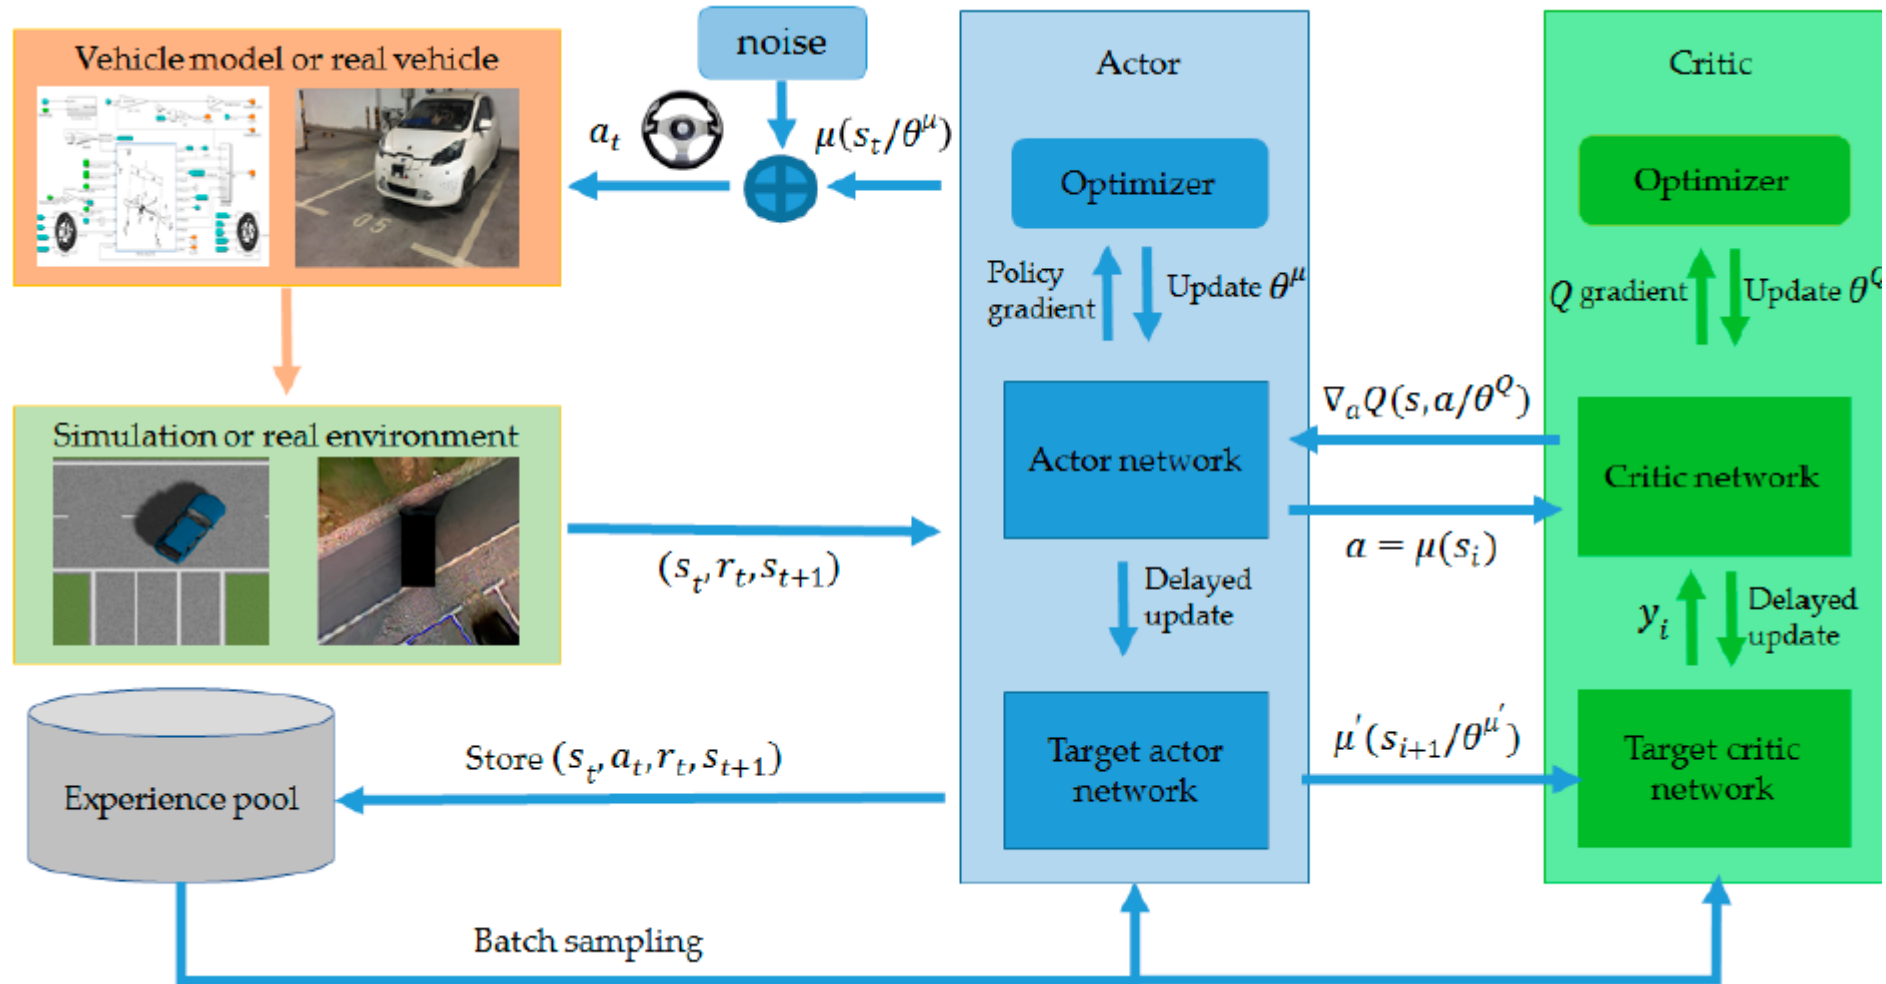 Vehicle model or real vehicle
noise
a_t
μ(s_t/θ^μ)
Actor
Critic
Optimizer
Optimizer
Policy
gradient
Update θ^μ
Q gradient
Update θ^Q
Simulation or real environment
05
(s_t, r_t, s_{t+1})
Actor network
∇_a Q(s, a/θ^Q)
a = μ(s_i)
Critic network
Delayed
update
y_i
Delayed
update
Experience pool
Store (s_t, a_t, r_t, s_{t+1})
Target actor
network
μ'(s_{i+1}/θ^{μ'})
Target critic
network
Batch sampling